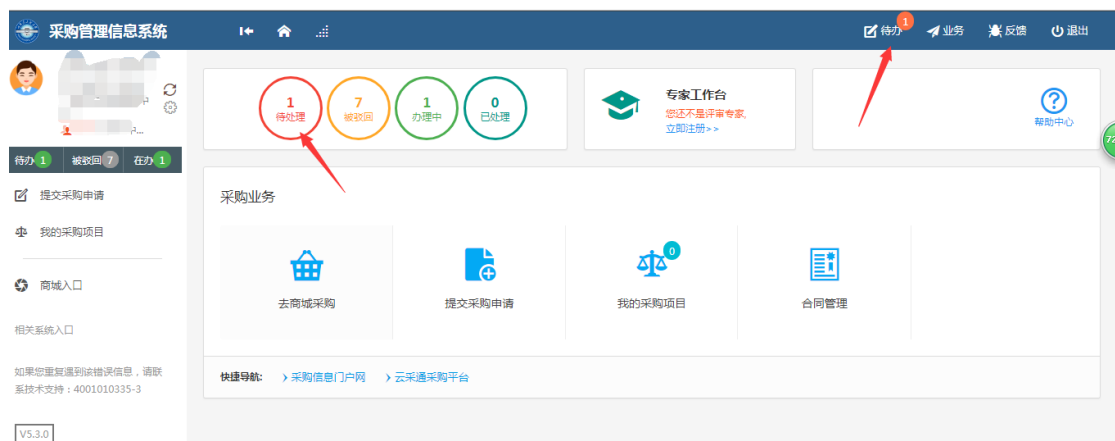 采购管理信息系统
待办 1
业务
反馈
退出
1
待处理
7
被驳回
1
办理中
0
已处理
专家工作台
您还不是评审专家,
立即注册>>
帮助中心
72
待办 1 被驳回 7 在办 1
提交采购申请
我的采购项目
商城入口
相关系统入口
如果您重复遇到该错误信息，请联
系技术支持：4001010335-3
V5.3.0
采购业务
去商城采购
提交采购申请
0
我的采购项目
合同管理
快捷导航: 采购信息门户网 云采通采购平台